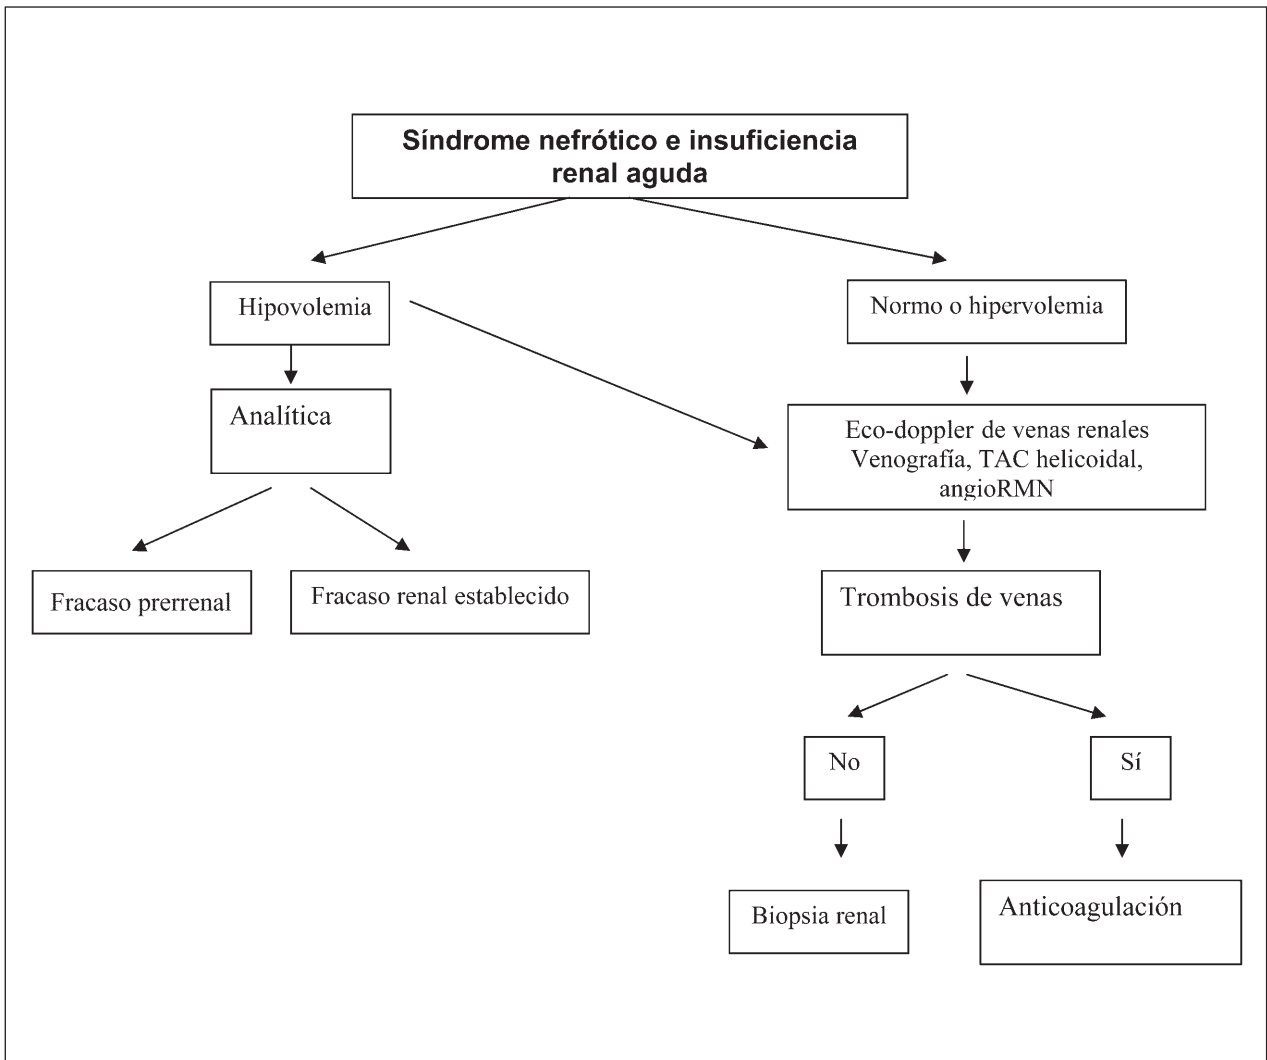 Síndrome nefrótico e insuficiencia
renal aguda
Hipovolemia
Normo o hipervolemia
Analítica
Eco-doppler de venas renales
Venografía, TAC helicoidal,
angioRMN
Fracaso prerrenal
Fracaso renal establecido
Trombosis de venas
No
Sí
Biopsia renal
Anticoagulación